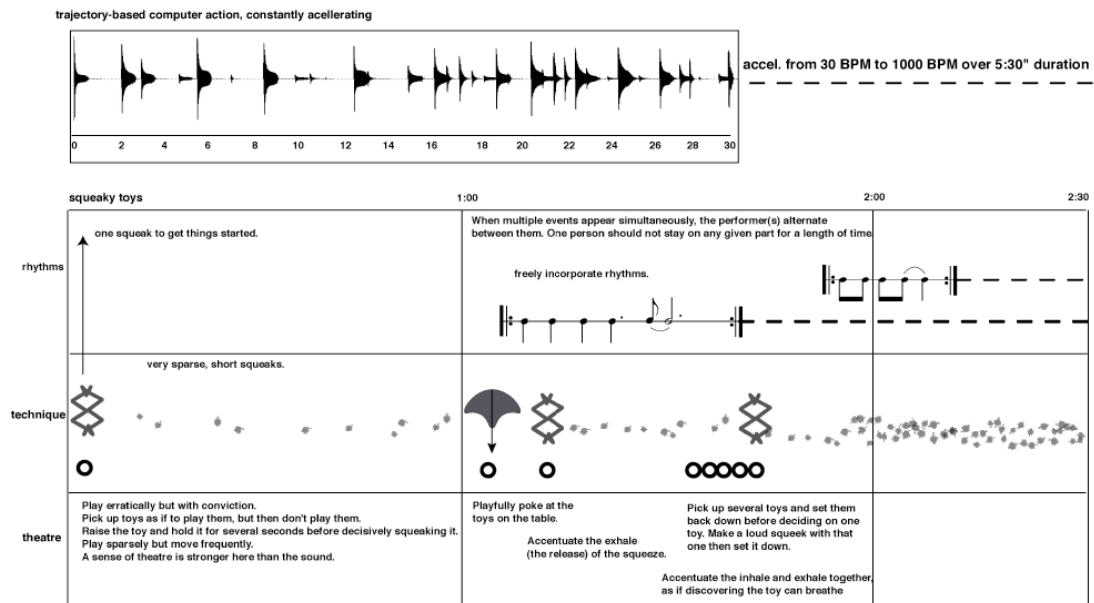 trajectory-based computer action, constantly acellerating
accel. from 30 BPM to 1000 BPM over 5:30" duration
0 2 4 6 8 10 12 14 16 18 20 22 24 26 28 30
squeaky toys 1:00 2:00 2:30
rhythms
one squeak to get things started.
When multiple events appear simultaneously, the performer(s) alternate
between them. One person should not stay on any given part for a length of time
freely incorporate rhythms.
technique
very sparse, short squeaks.
theatre
Play erratically but with conviction.
Pick up toys as if to play them, but then don't play them.
Raise the toy and hold it for several seconds before decisively squeaking it.
Play sparsely but move frequently.
A sense of theatre is stronger here than the sound.
Playfully poke at the
toys on the table.
Accentuate the exhale
(the release) of the squeeze.
Pick up several toys and set them
back down before deciding on one
toy. Make a loud squeek with that
one then set it down.
Accentuate the inhale and exhale together,
as if discovering the toy can breathe